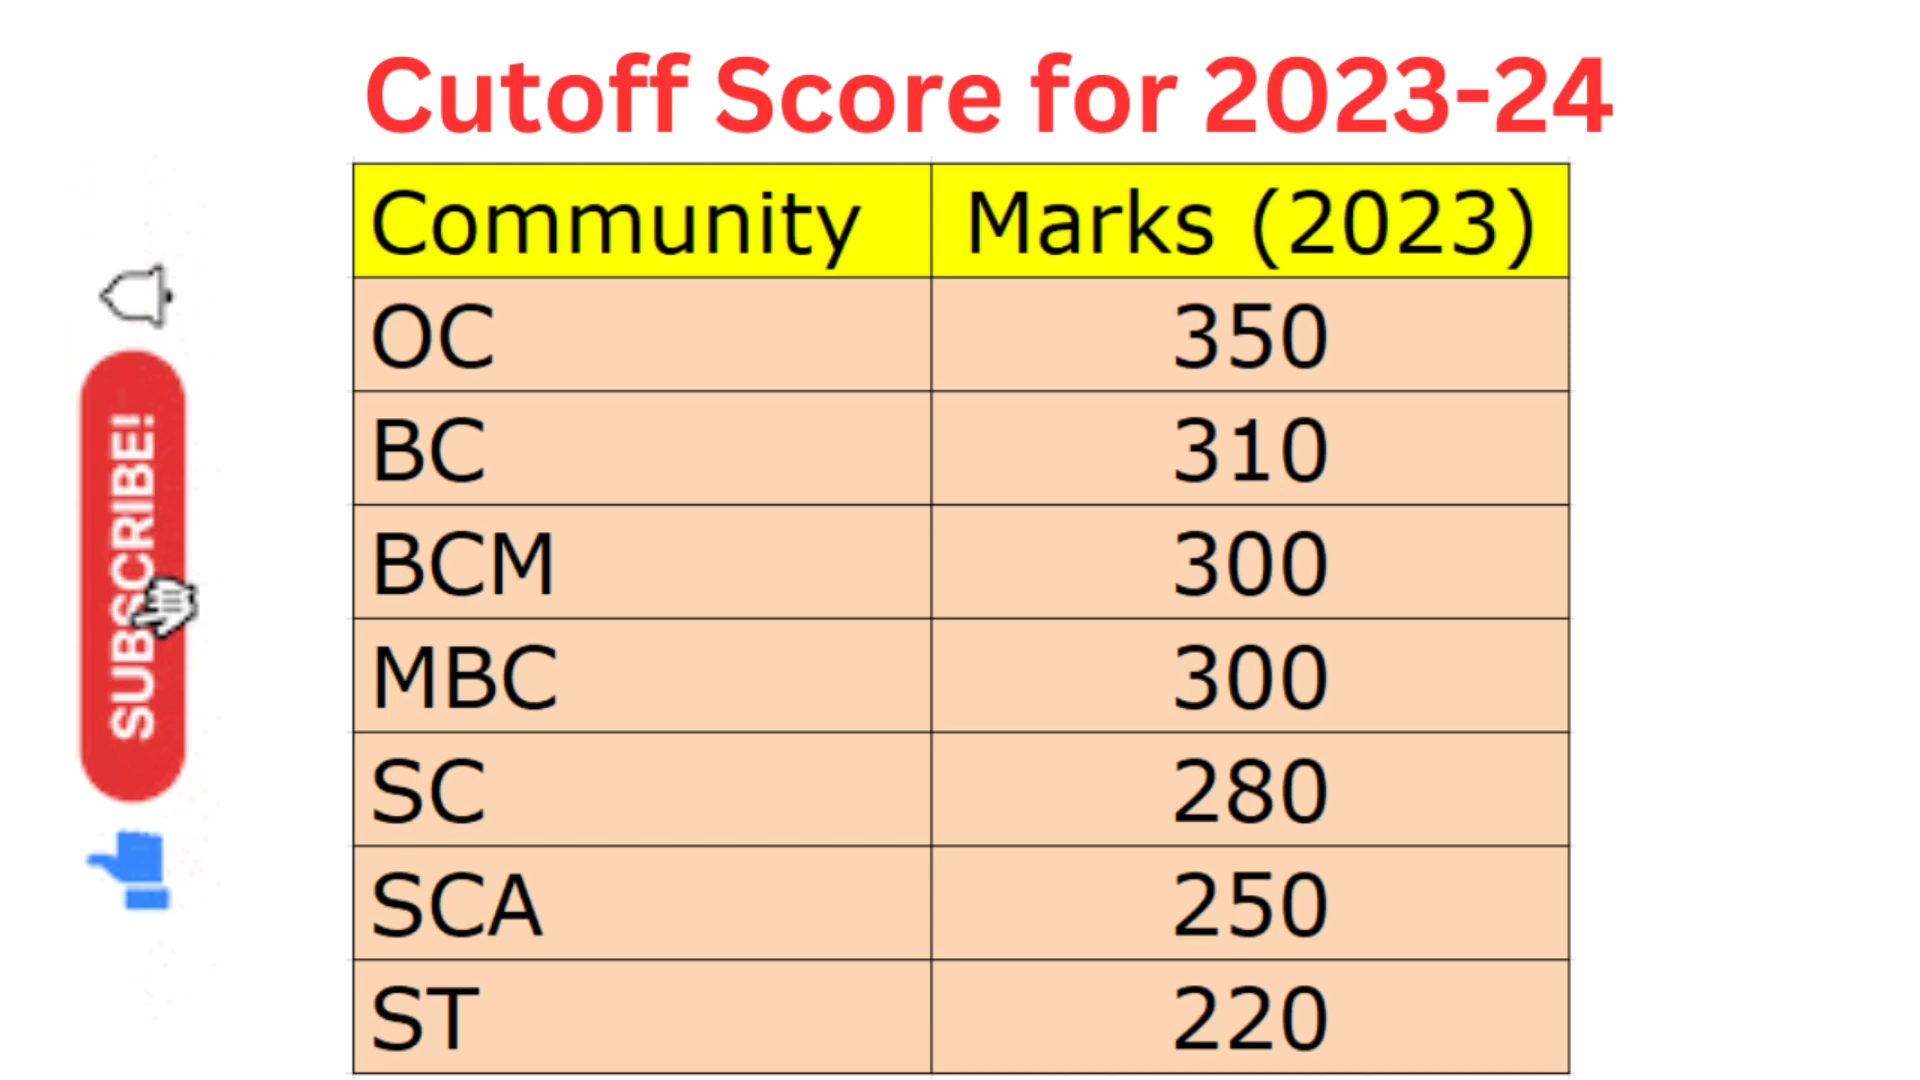 Cutoff Score for 2023-24
Community Marks (2023)
OC 350
BC 310
BCM 300
MBC 300
SC 280
SCA 250
ST 220
SUBSCRIBE!